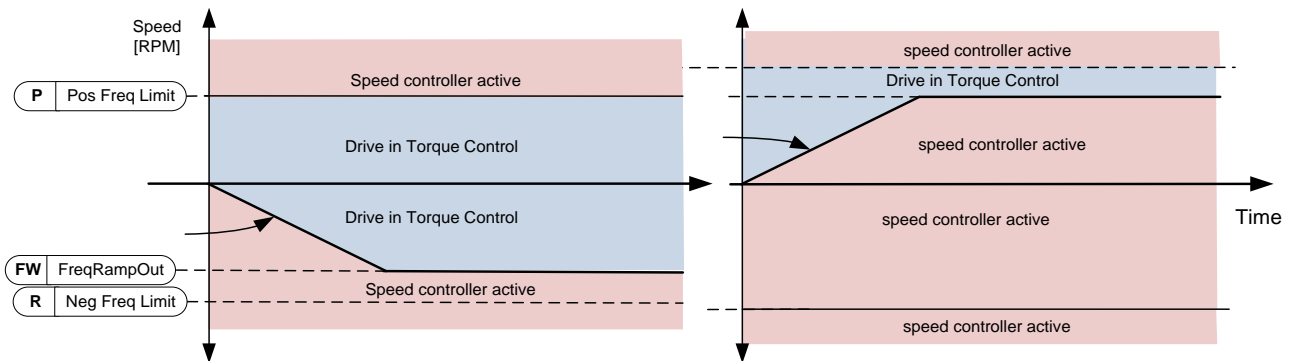 Speed
[RPM]
Speed controller active
P Pos Freq Limit
Drive in Torque Control
Drive in Torque Control
FW FreqRampOut
Speed controller active
R Neg Freq Limit
speed controller active
Drive in Torque Control
speed controller active
speed controller active
Time
speed controller active